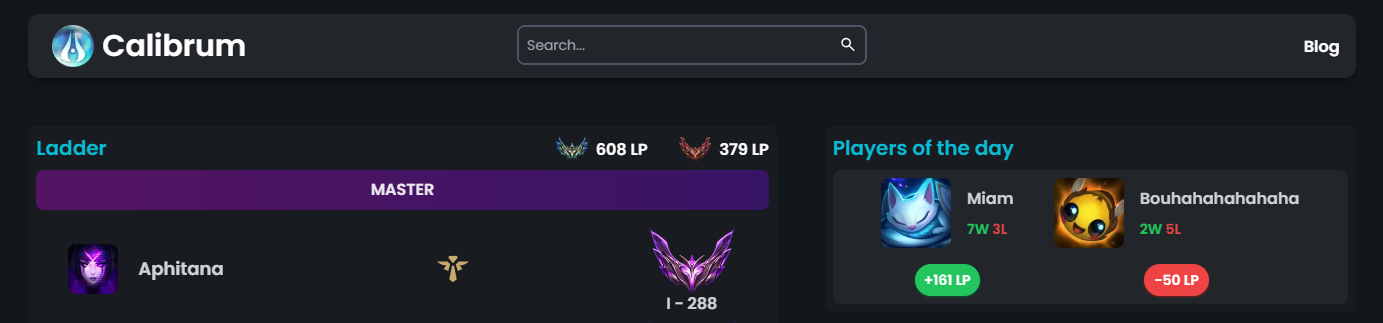 Calibrum
Search...
Blog
Ladder
608 LP
379 LP
MASTER
Aphitana
I - 288
Players of the day
Miam
7W 3L
+161 LP
Bouhahahahahaha
2W 5L
-50 LP